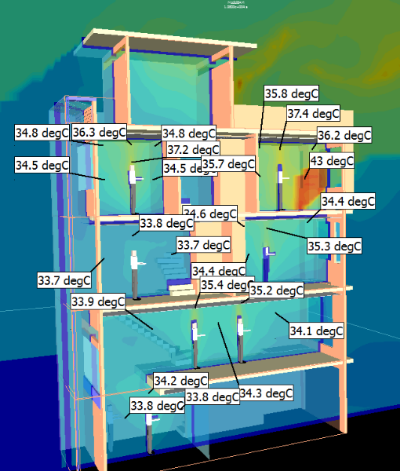 35.8 degC
34.8 degC
36.3 degC
34.8 degC
37.4 degC
36.2 degC
37.2 degC
34.5 degC
34.5
35.7 degC
43 degC
34.4 degC
33.8 degC
34.6 degC
33.7 degC
35.3 degC
33.7 degC
34.4 degC
35.4 degC
35.2 degC
33.9 degC
34.1 degC
34.2 degC
33.8 degC
33.8 degC
34.3 degC